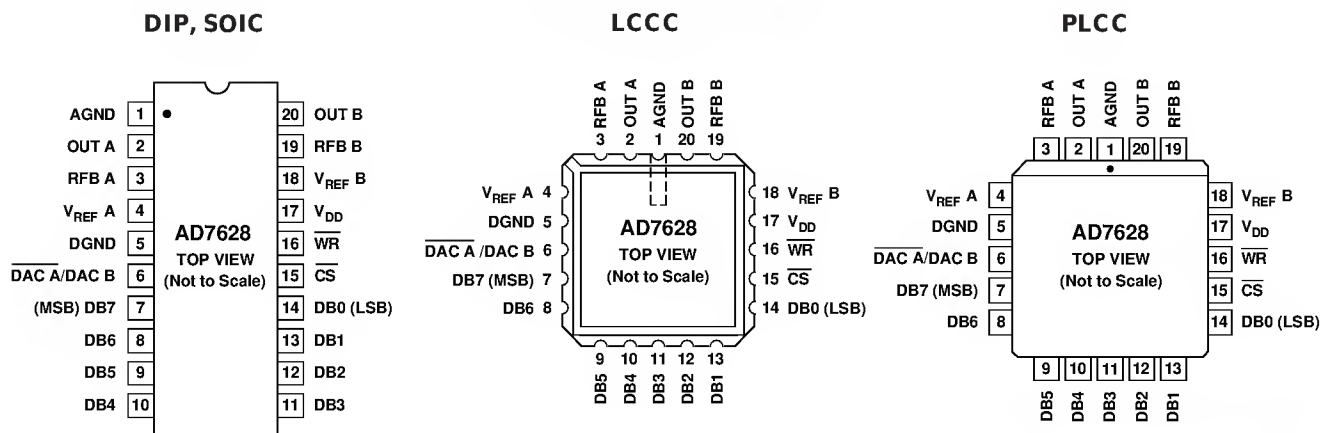 DIP, SOIC
AGND 1
OUT A 2
RFB A 3
VREF A 4
DGND 5
DAC A/DAC B 6
(MSB) DB7 7
DB6 8
DB5 9
DB4 10
AD7628
TOP VIEW
(Not to Scale)
20 OUT B
19 RFB B
18 VREF B
17 VDD
16 WR
15 CS
14 DB0 (LSB)
13 DB1
12 DB2
11 DB3
LCCC
RFB A
OUT A
AGND
OUT B
RFB B
3 2 1 20 19
VREF A 4
DGND 5
DAC A /DAC B 6
DB7 (MSB) 7
DB6 8
AD7628
TOP VIEW
(Not to Scale)
18 VREF B
17 VDD
16 WR
15 CS
14 DB0 (LSB)
9 10 11 12 13
DB5
DB4
DB3
DB2
DB1
PLCC
RFB A
OUT A
AGND
OUT B
RFB B
3 2 1 20 19
VREF A 4
DGND 5
DAC A/DAC B 6
DB7 (MSB) 7
DB6 8
AD7628
TOP VIEW
(Not to Scale)
18 VREF B
17 VDD
16 WR
15 CS
14 DB0 (LSB)
9 10 11 12 13
DB5
DB4
DB3
DB2
DB1